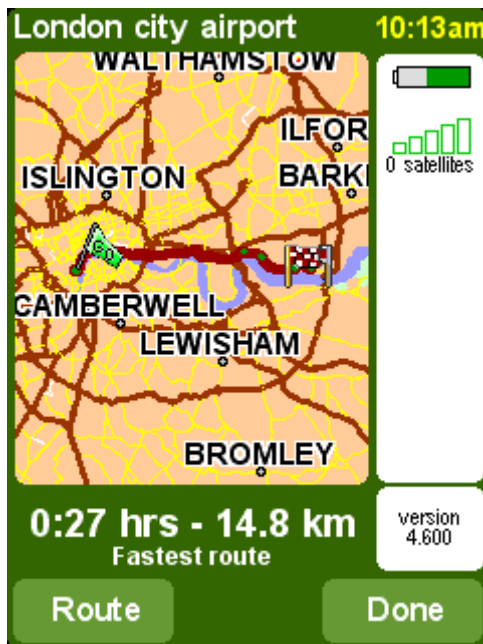 London city airport
10:13am
WALTHAMSTOW
ILFOR
ISLINGTON
BARKI
0 satellites
GO
CAMBERWELL
LEWISHAM
BROMLEY
0:27 hrs - 14.8 km
Fastest route
version
4.600
Route
Done